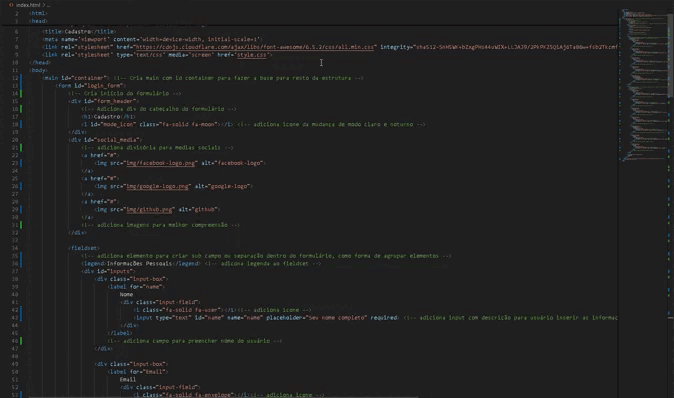 index.html > ...
2 <html>
3 <head>
6 <title>Cadastro</title>
7 <meta name='viewport' content='width=device-width, initial-scale=1'>
8 <link rel="stylesheet" href="https://cdnjs.cloudflare.com/ajax/libs/font-awesome/6.1.2/css/all.min.css" integrity=
9 <link rel='stylesheet' type='text/css' media='screen' href='style.css'>
10 </head>
11 <body>
12 <main id="container"> <!-- Cria main com id container para fazer a base para resto da estrutura -->
13 <form id="login_form">
14 <!-- Cria início do formulário -->
15 <div id="form_header">
16 <!-- Adiciona div do cabeçalho do formulário -->
17 <h1>Cadastro</h1>
18 <i id="mode_icon" class="fa-solid fa-moon"></i> <!-- adiciona icone da mudança de modo claro e noturno -->
19 </div>
20 <div id="social_media">
21 <!-- adiciona divisória para medias sociais -->
22 <a href="#">
23 <img src="img/facebook-logo.png" alt="facebook-logo">
24 </a>
25 <a href="#">
26 <img src="img/google-logo.png" alt="google-logo">
27 </a>
28 <a href="#">
29 <img src="img/github.png" alt="github">
30 </a>
31 <!-- adiciona imagens para melhor compreensão -->
32 </div>
33
34 <fieldset>
35 <!-- adiciona elemento para criar sub campo ou separação dentro do formulário, como forma de agrupar elementos -->
36 <legend>Informações Pessoais</legend> <!-- adiciona legenda ao fieldset -->
37 <div id="inputs">
38 <div class="input-box">
39 <label for="name">
40 Nome
41 <div class="input-field">
42 <i class="fa-solid fa-user"></i><!-- adiciona icone -->
43 <input type="text" id="name" name="name" placeholder="Seu nome completo" required> <!-- adiciona input com descrição para usuário inserir as informaç
44 </div>
45 </label>
46 <!-- adiciona campo para preencher nome do usuário -->
47 </div>
48
49 <div class="input-box">
50 <label for="Email">
51 Email
52 <div class="input-field">
53 <i class="fa-solid fa-envelope"></i><!-- adiciona icone -->